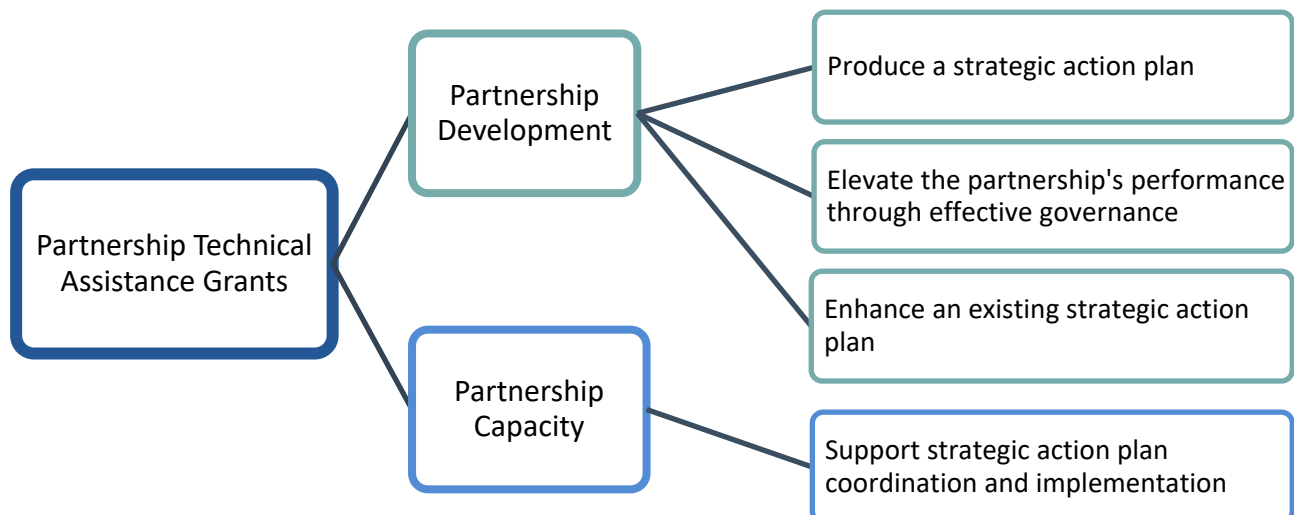 Partnership Technical
Assistance Grants
Partnership
Development
Produce a strategic action plan
Elevate the partnership's performance
through effective governance
Enhance an existing strategic action
plan
Partnership
Capacity
Support strategic action plan
coordination and implementation